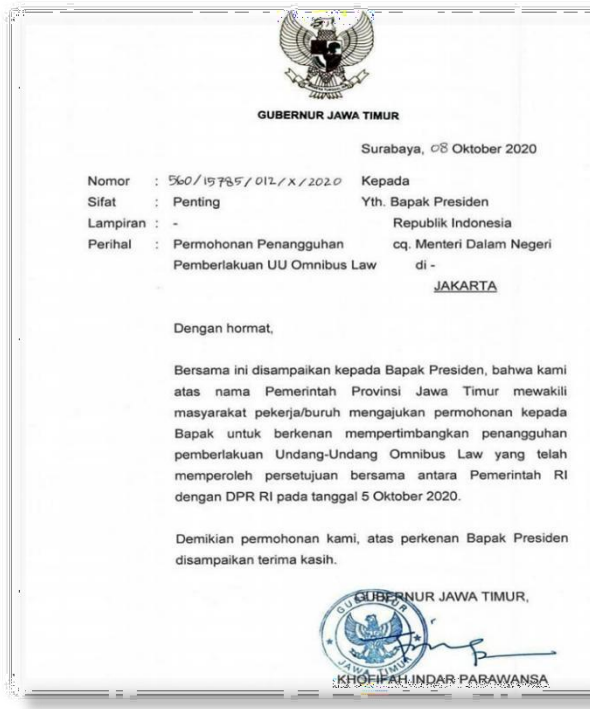 GUBERNUR JAWA TIMUR
Surabaya, 08 Oktober 2020
Nomor : 560/15785/012/X/2020 Kepada
Sifat : Penting Yth. Bapak Presiden
Lampiran : - Republik Indonesia
Perihal : Permohonan Penangguhan cq. Menteri Dalam Negeri
Pemberlakuan UU Omnibus Law di -
JAKARTA
Dengan hormat,
Bersama ini disampaikan kepada Bapak Presiden, bahwa kami
atas nama Pemerintah Provinsi Jawa Timur mewakili
masyarakat pekerja/buruh mengajukan permohonan kepada
Bapak untuk berkenan mempertimbangkan penangguhan
pemberlakuan Undang-Undang Omnibus Law yang telah
memperoleh persetujuan bersama antara Pemerintah RI
dengan DPR RI pada tanggal 5 Oktober 2020.
Demikian permohonan kami, atas perkenan Bapak Presiden
disampaikan terima kasih.
GUBERNUR JAWA TIMUR,
GUBERNUR
JAWA TIMUR
KHOFIFAH INDAR PARAWANSA